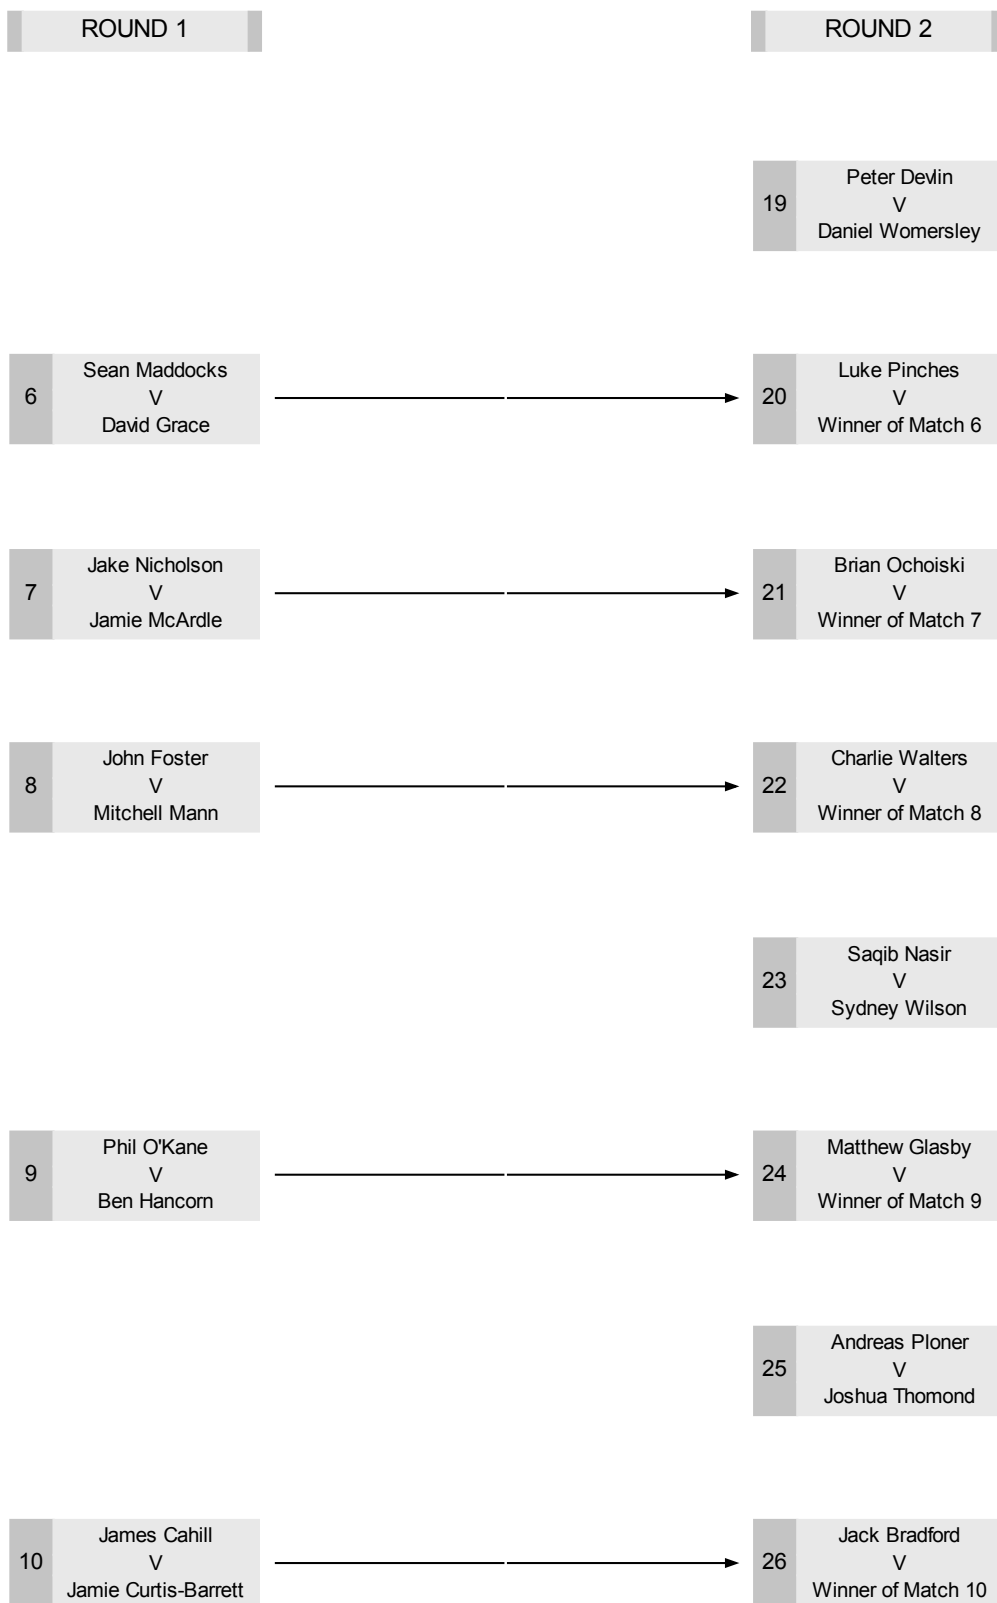 ROUND 1
ROUND 2
19
Peter Devlin
V
Daniel Womersley
6
Sean Maddocks
V
David Grace
20
Luke Pinches
V
Winner of Match 6
7
Jake Nicholson
V
Jamie McArdle
21
Brian Ochoiski
V
Winner of Match 7
8
John Foster
V
Mitchell Mann
22
Charlie Walters
V
Winner of Match 8
23
Saqib Nasir
V
Sydney Wilson
9
Phil O'Kane
V
Ben Hancorn
24
Matthew Glasby
V
Winner of Match 9
25
Andreas Ploner
V
Joshua Thomond
10
James Cahill
V
Jamie Curtis-Barrett
26
Jack Bradford
V
Winner of Match 10